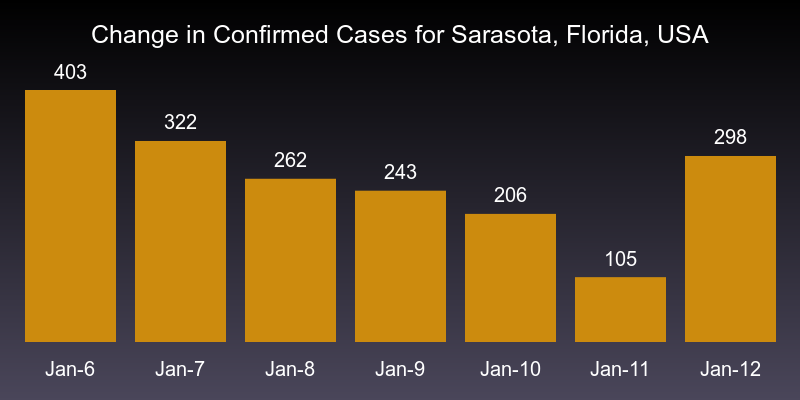 Change in Confirmed Cases for Sarasota, Florida, USA
403
322
262
243
206
105
298
Jan-6
Jan-7
Jan-8
Jan-9
Jan-10
Jan-11
Jan-12